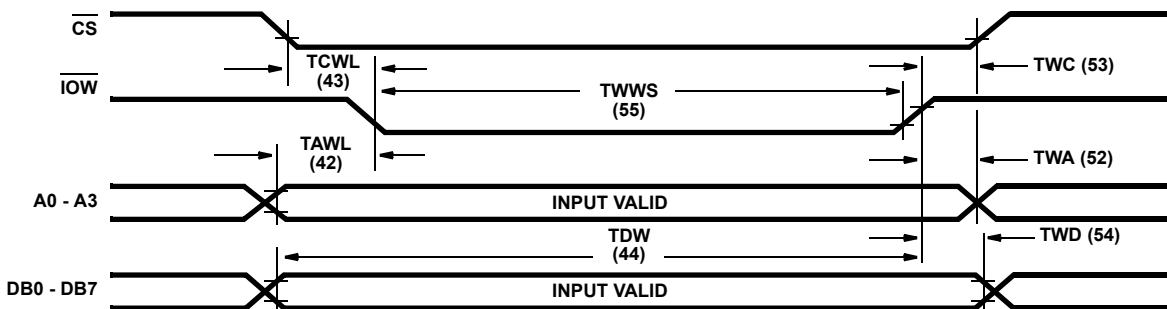 CS
TCWL
(43)
TWC (53)
IOW
TWWS
(55)
TAWL
(42)
TWA (52)
A0 - A3
INPUT VALID
TDW
(44)
TWD (54)
DB0 - DB7
INPUT VALID